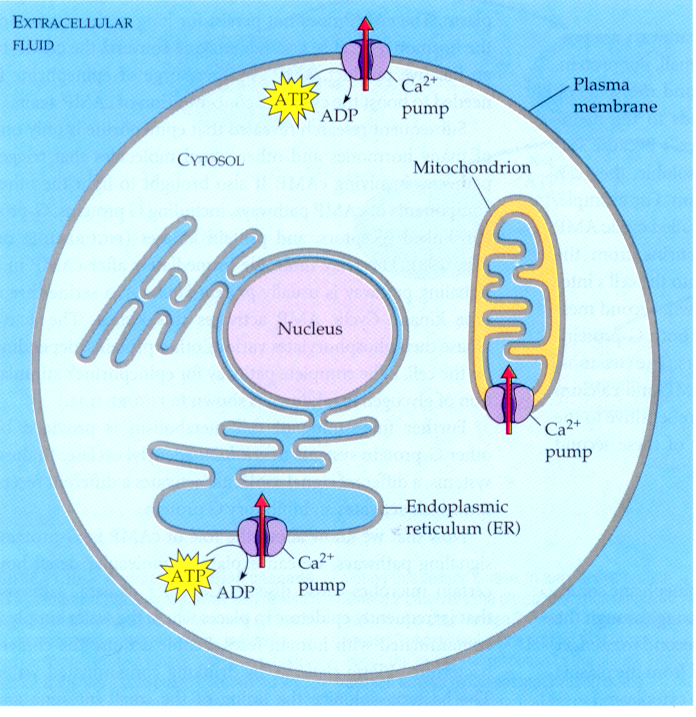 EXTRACELLULAR
FLUID
ATP
ADP
Ca²⁺
pump
Plasma
membrane
CYTOSOL
Mitochondrion
Nucleus
Ca²⁺
pump
Endoplasmic
reticulum (ER)
ATP
ADP
Ca²⁺
pump